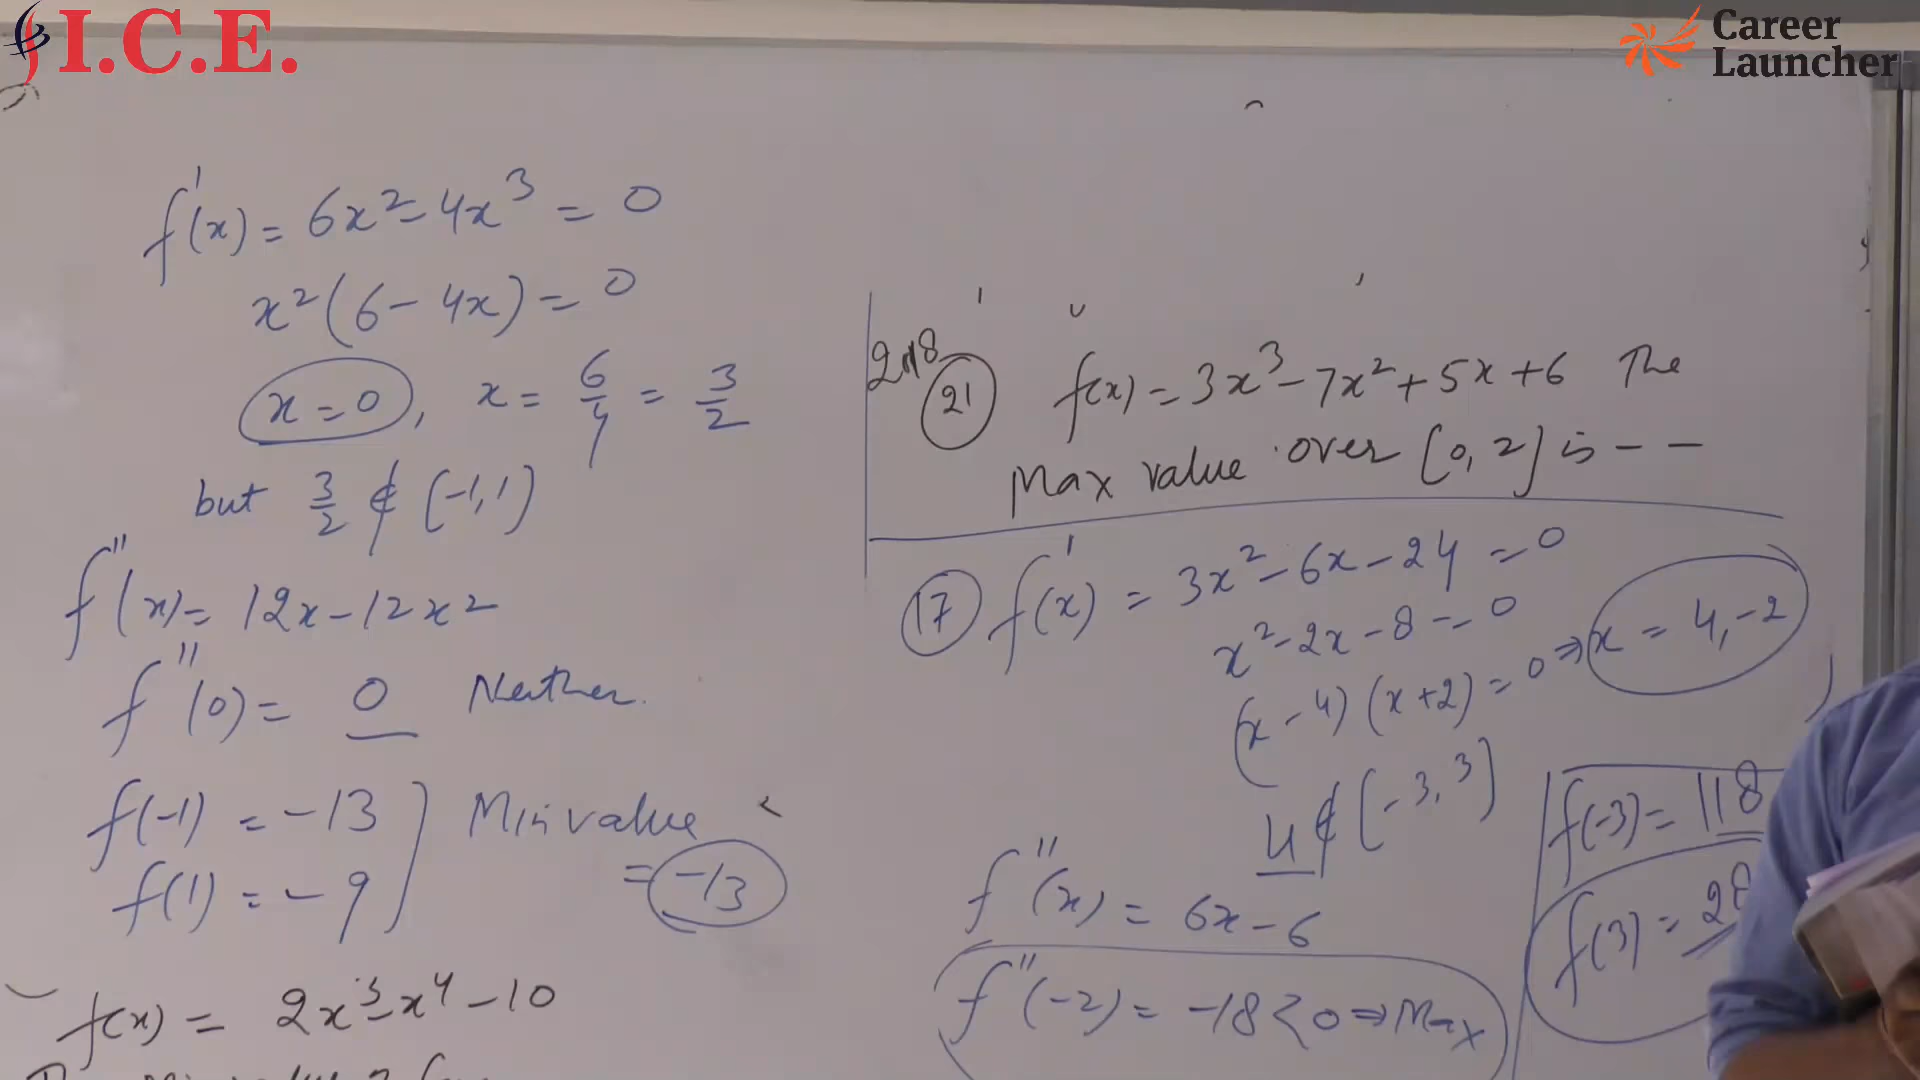 I.C.E.
Career
Launcher
f'(x) = 6x² - 4x³ = 0
x²(6 - 4x) = 0
x = 0, x = 6/4 = 3/2
but 3/2 ∉ (-1, 1)
f''(x) = 12x - 12x²
f''(0) = 0 Neither.
f(-1) = -13
f(1) = -9
Min value
= -13
f(x) = 2x³ - x⁴ - 10
21 f(x) = 3x³ - 7x² + 5x + 6 The
Max value over [0, 2] is - -
17 f'(x) = 3x² - 6x - 24 = 0
x² - 2x - 8 = 0
(x - 4)(x + 2) = 0 ⇒ x = 4, -2
4 ∉ [-3, 3]
f''(x) = 6x - 6
f''(-2) = -18 < 0 ⇒ Max
f(-3) = 118
f(3) = 28